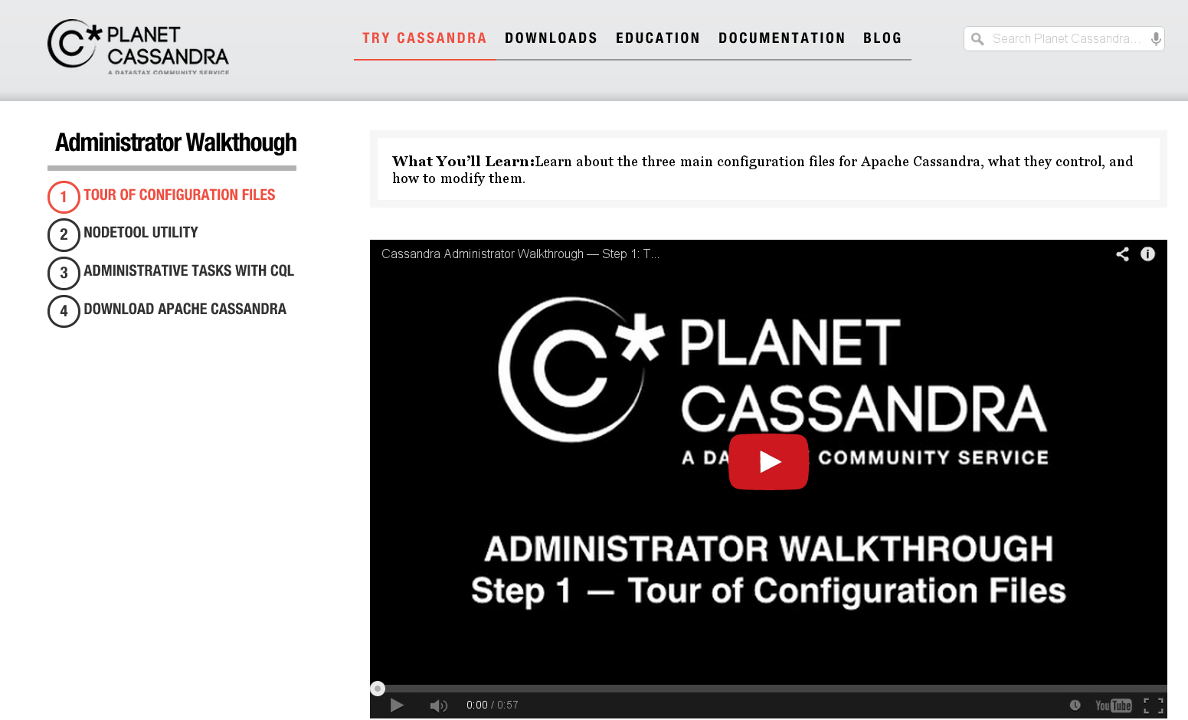 C* PLANET
CASSANDRA
A DATASTAX COMMUNITY SERVICE
TRY CASSANDRA DOWNLOADS EDUCATION DOCUMENTATION BLOG
Search Planet Cassandra...
Administrator Walkthough
1 TOUR OF CONFIGURATION FILES
2 NODETOOL UTILITY
3 ADMINISTRATIVE TASKS WITH CQL
4 DOWNLOAD APACHE CASSANDRA
What You'll Learn:Learn about the three main configuration files for Apache Cassandra, what they control, and
how to modify them.
Cassandra Administrator Walkthrough — Step 1: T...
C* PLANET
CASSANDRA
A DA COMMUNITY SERVICE
ADMINISTRATOR WALKTHROUGH
Step 1 — Tour of Configuration Files
0:00 / 0:57
YouTube